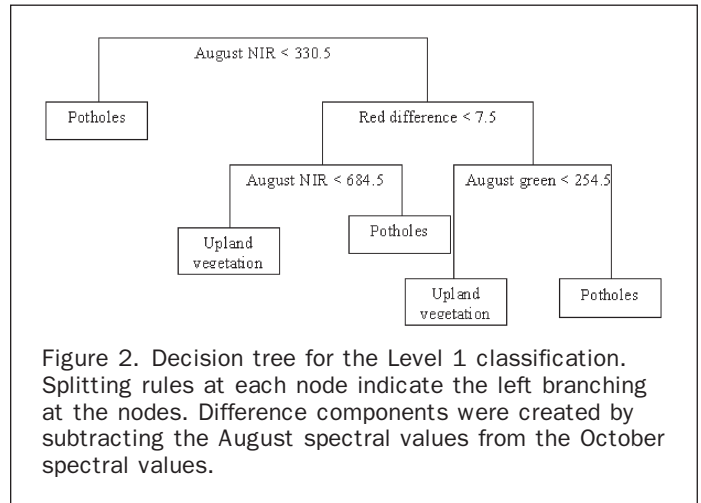 August NIR < 330.5
Potholes
Red difference < 7.5
August NIR < 684.5
August green < 254.5
Upland
vegetation
Potholes
Upland
vegetation
Potholes
Figure 2. Decision tree for the Level 1 classification.
Splitting rules at each node indicate the left branching
at the nodes. Difference components were created by
subtracting the August spectral values from the October
spectral values.